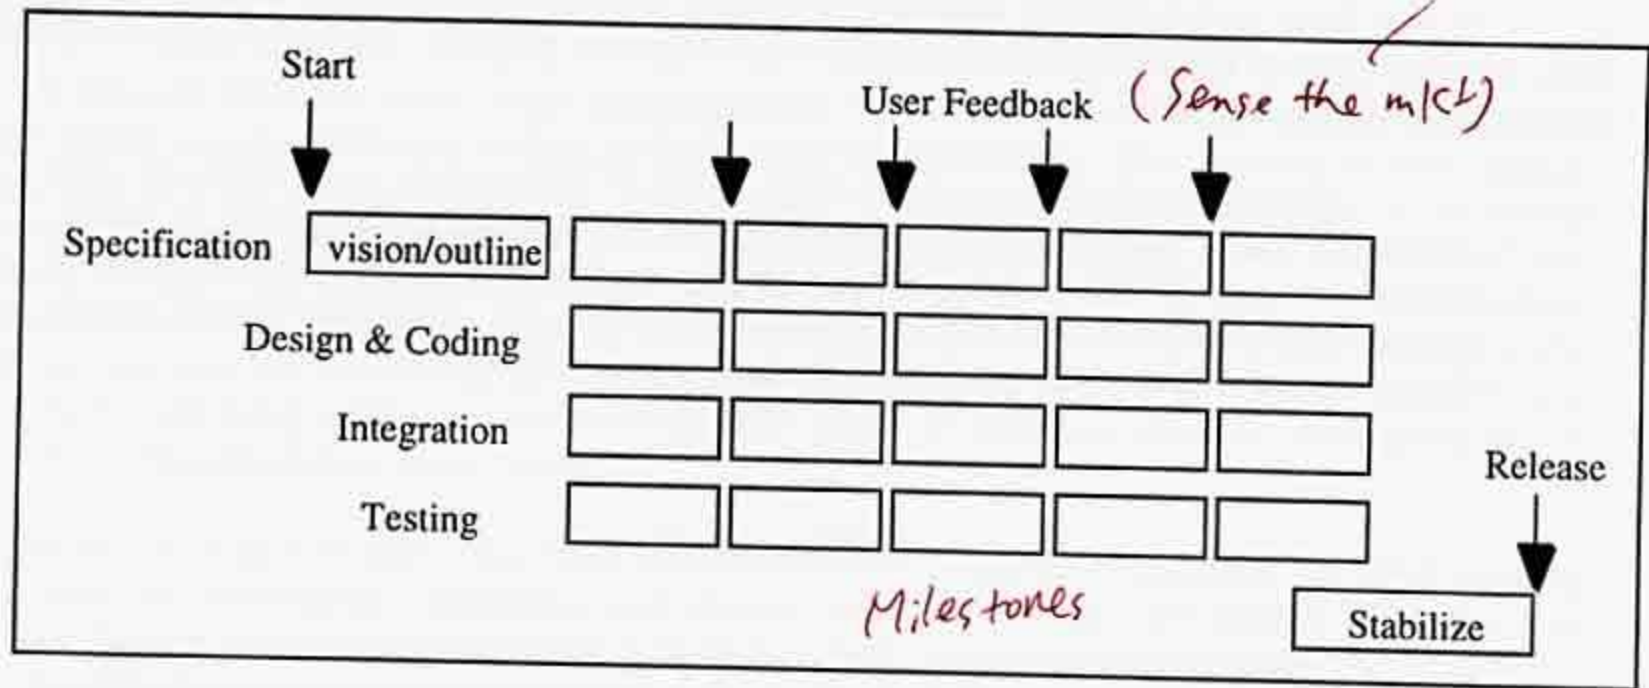 Start
User Feedback (Sense the mkt)
Specification vision/outline
Design & Coding
Integration
Release
Testing
Milestones
Stabilize